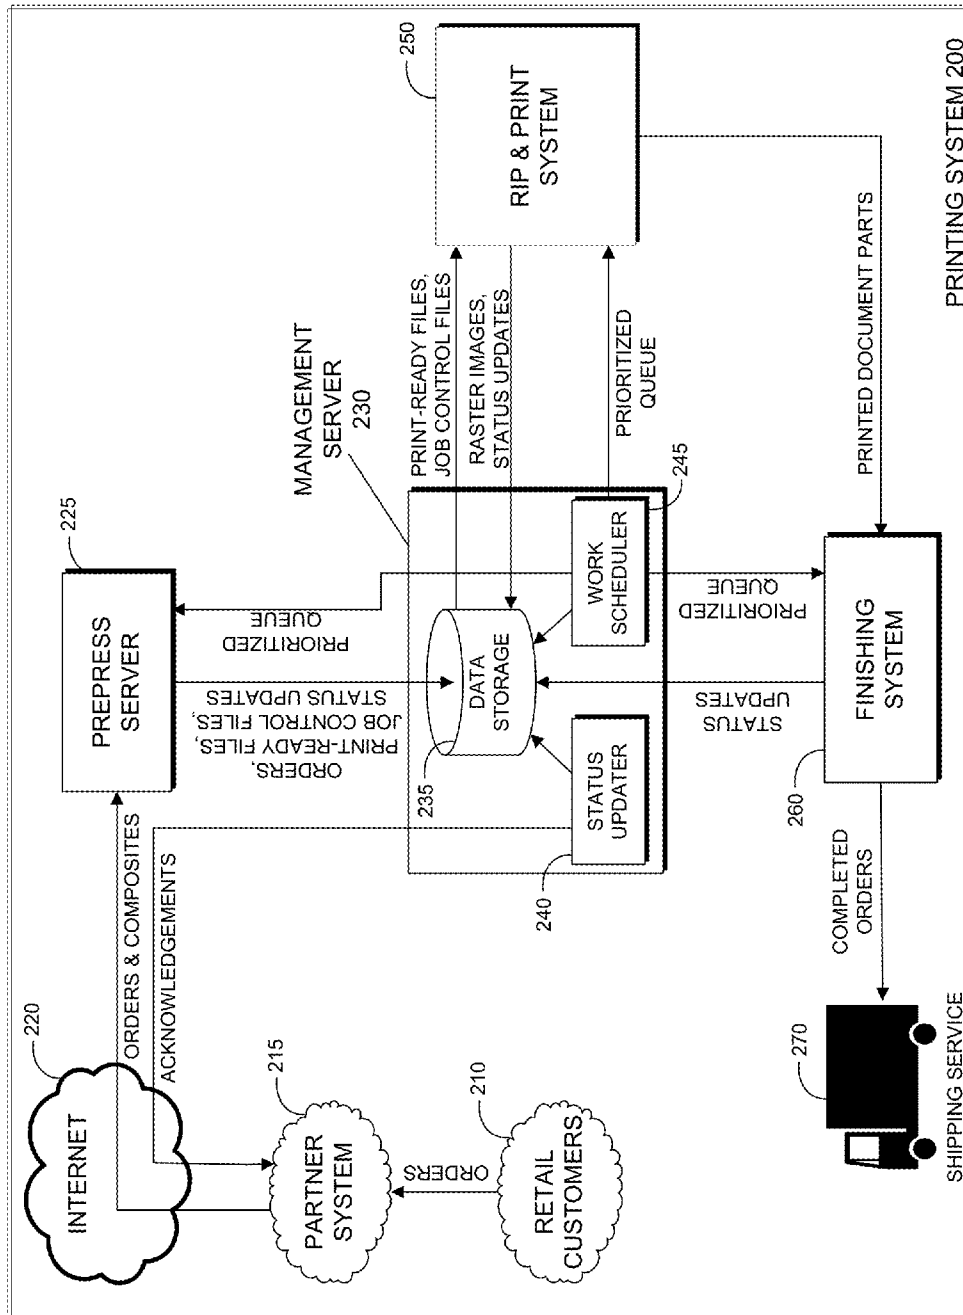 INTERNET
220
ORDERS & COMPOSITES
ACKNOWLEDGEMENTS
PREPRESS
SERVER
225
PARTNER
SYSTEM
215
ORDERS
RETAIL
CUSTOMERS
210
ORDERS,
PRINT-READY FILES,
JOB CONTROL FILES,
STATUS UPDATES
PRIORITIZED
QUEUE
MANAGEMENT
SERVER
230
235
DATA
STORAGE
STATUS
UPDATER
240
WORK
SCHEDULER
245
PRINT-READY FILES,
JOB CONTROL FILES
RASTER IMAGES,
STATUS UPDATES
PRIORITIZED
QUEUE
RIP & PRINT
SYSTEM
250
STATUS
UPDATES
PRIORITIZED
QUEUE
PRINTED DOCUMENT PARTS
FINISHING
SYSTEM
260
COMPLETED
ORDERS
270
SHIPPING SERVICE
PRINTING SYSTEM 200